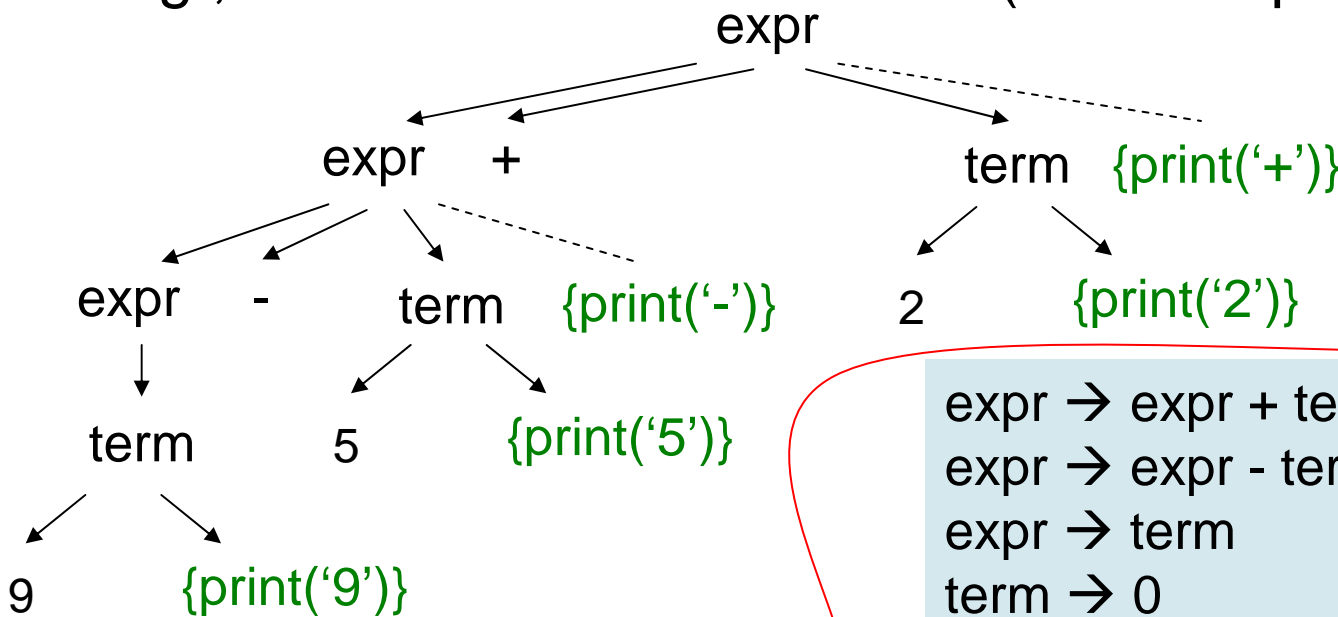 expr
expr + term {print(‘+’)}
expr - term {print(‘-’)} 2 {print(‘2’)}
term 5 {print(‘5’)}
9 {print(‘9’)}
expr → expr + te
expr → expr - ter
expr → term
term → 0